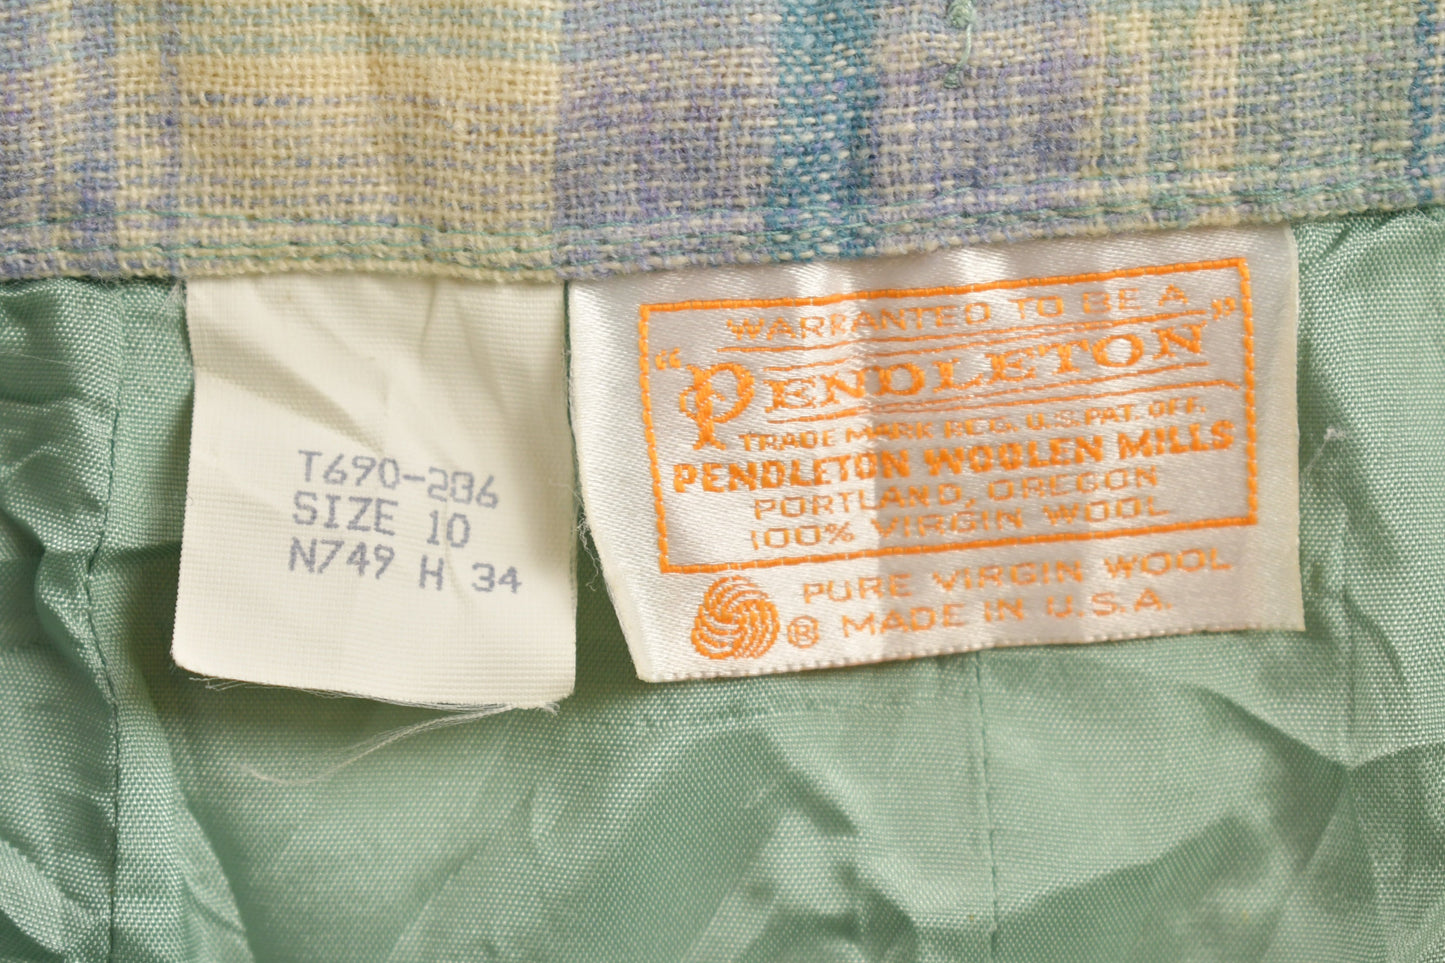 T690-286
SIZE 10
N749 H 34
WARRANTED TO BE A
"PENDLETON"
TRADE MARK REG. U.S. PAT. OFF.
PENDLETON WOOLEN MILLS
PORTLAND, OREGON
100% VIRGIN WOOL
PURE VIRGIN WOOL
® MADE IN U.S.A.